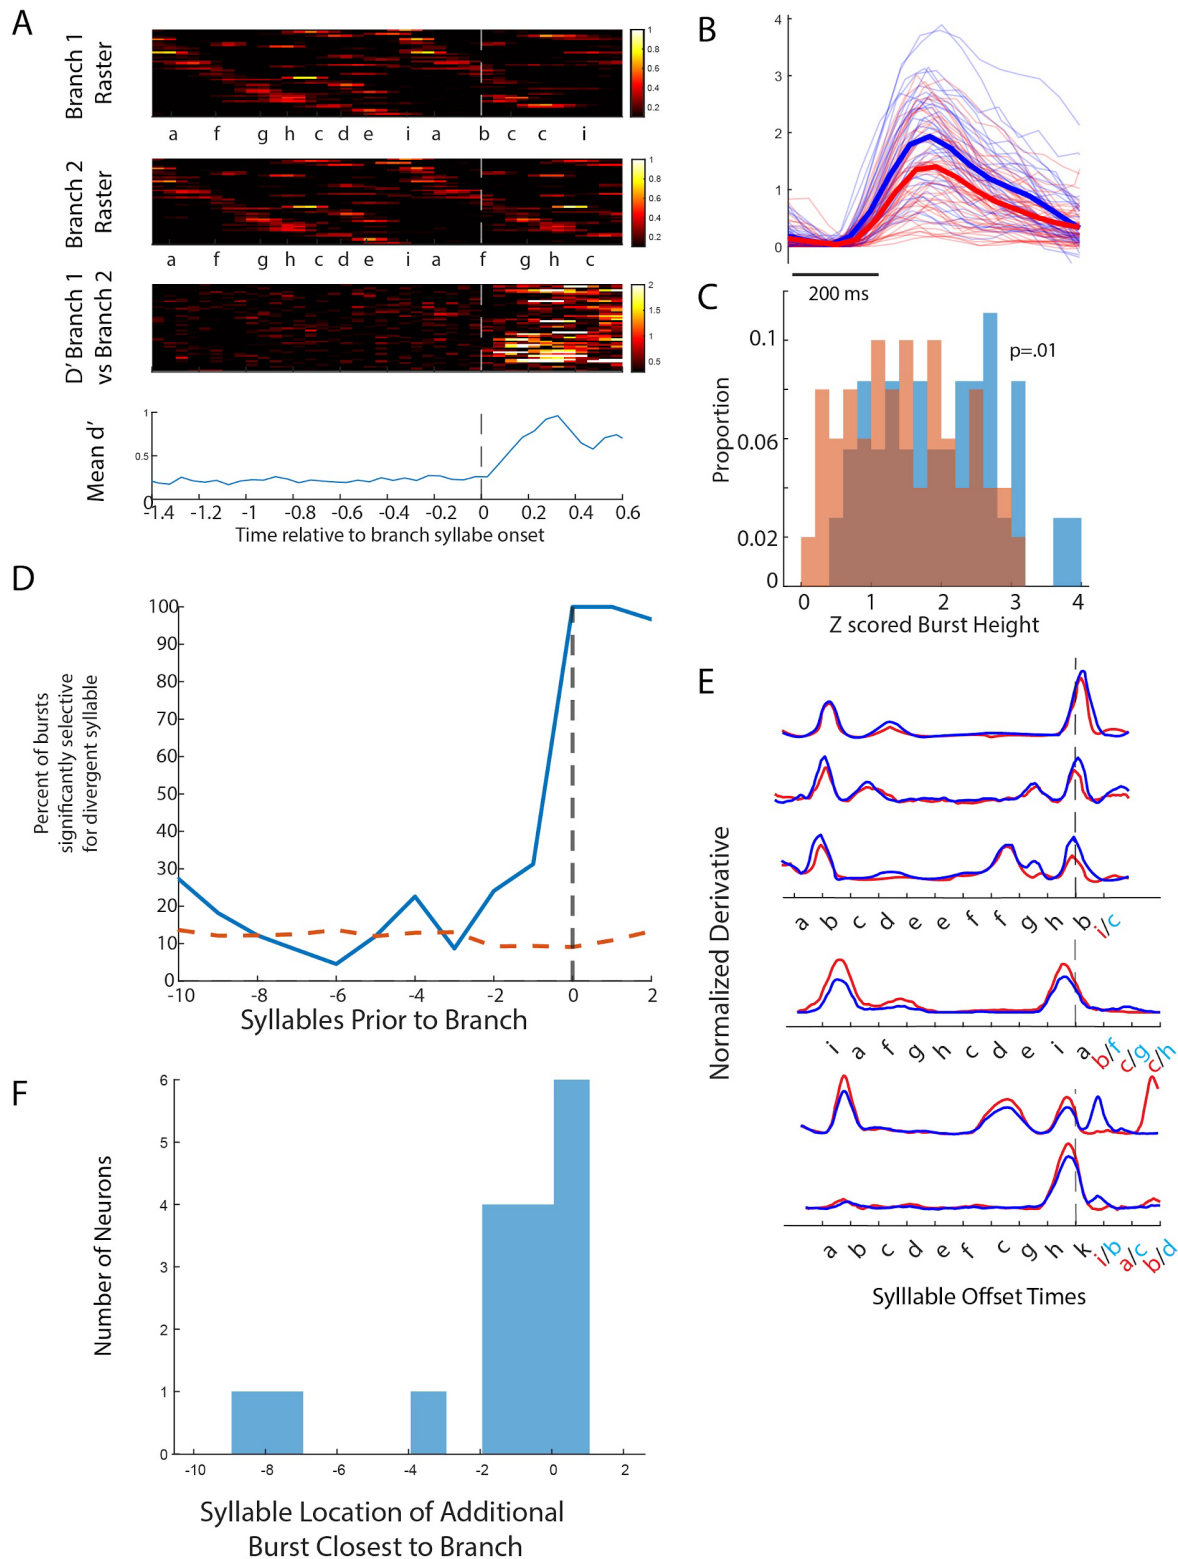 A
Branch 1
Raster
1
0.8
0.6
0.4
0.2
a f g h c d e i a b c c i
Branch 2
Raster
1
0.8
0.6
0.4
0.2
a f g h c d e i a f g h c
D′ Branch 1
vs Branch 2
2
1.5
1
0.5
Mean d′
1
0.5
0
-1.4 -1.2 -1 -0.8 -0.6 -0.4 -0.2 0 0.2 0.4 0.6
Time relative to branch syllabe onset
B
4
3
2
1
0
200 ms
C
0.1
0.06
0.02
0
Proportion
p=.01
0 1 2 3 4
Z scored Burst Height
D
Percent of bursts
significantly selective
for divergent syllable
100
90
80
70
60
50
40
30
20
10
0
-10 -8 -6 -4 -2 0 2
Syllables Prior to Branch
E
Normalized Derivative
a b c d e e f f g h b i/c
i a f g h c d e i a b/f c/g c/h
a b c d e f c g h k i/b a/c b/d
Sylllable Offset Times
F
Number of Neurons
6
5
4
3
2
1
0
-10 -8 -6 -4 -2 0 2
Syllable Location of Additional
Burst Closest to Branch